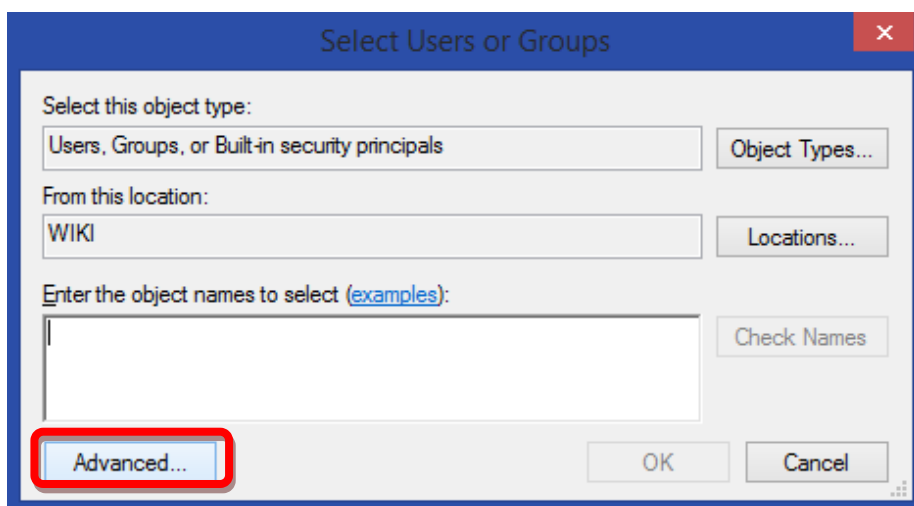 Select Users or Groups
Select this object type:
Users, Groups, or Built-in security principals
Object Types...
From this location:
WIKI
Locations...
Enter the object names to select (examples):
Check Names
Advanced...
OK
Cancel